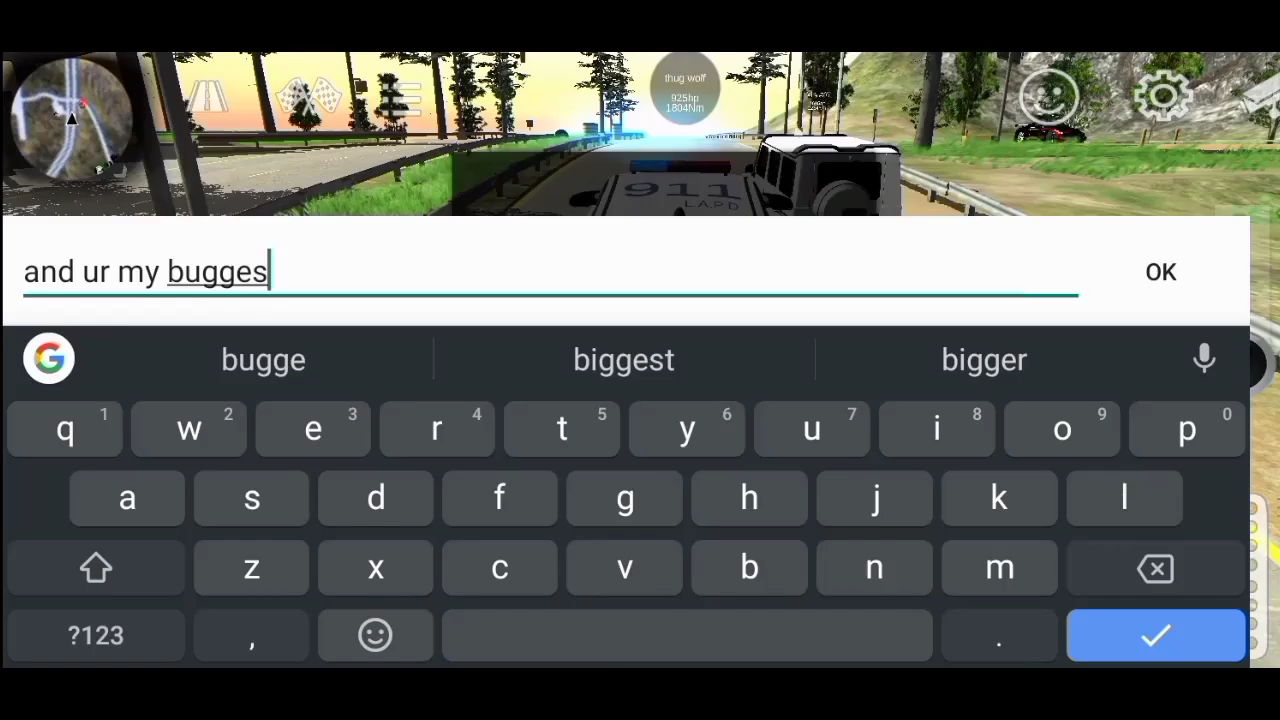 thug wolf
925hp
1804Nm
911
L.A.P.D
and ur my bugges
OK
bugge biggest bigger
q 1 w 2 e 3 r 4 t 5 y 6 u 7 i 8 o 9 p 0
a s d f g h j k l
z x c v b n m
?123 , .